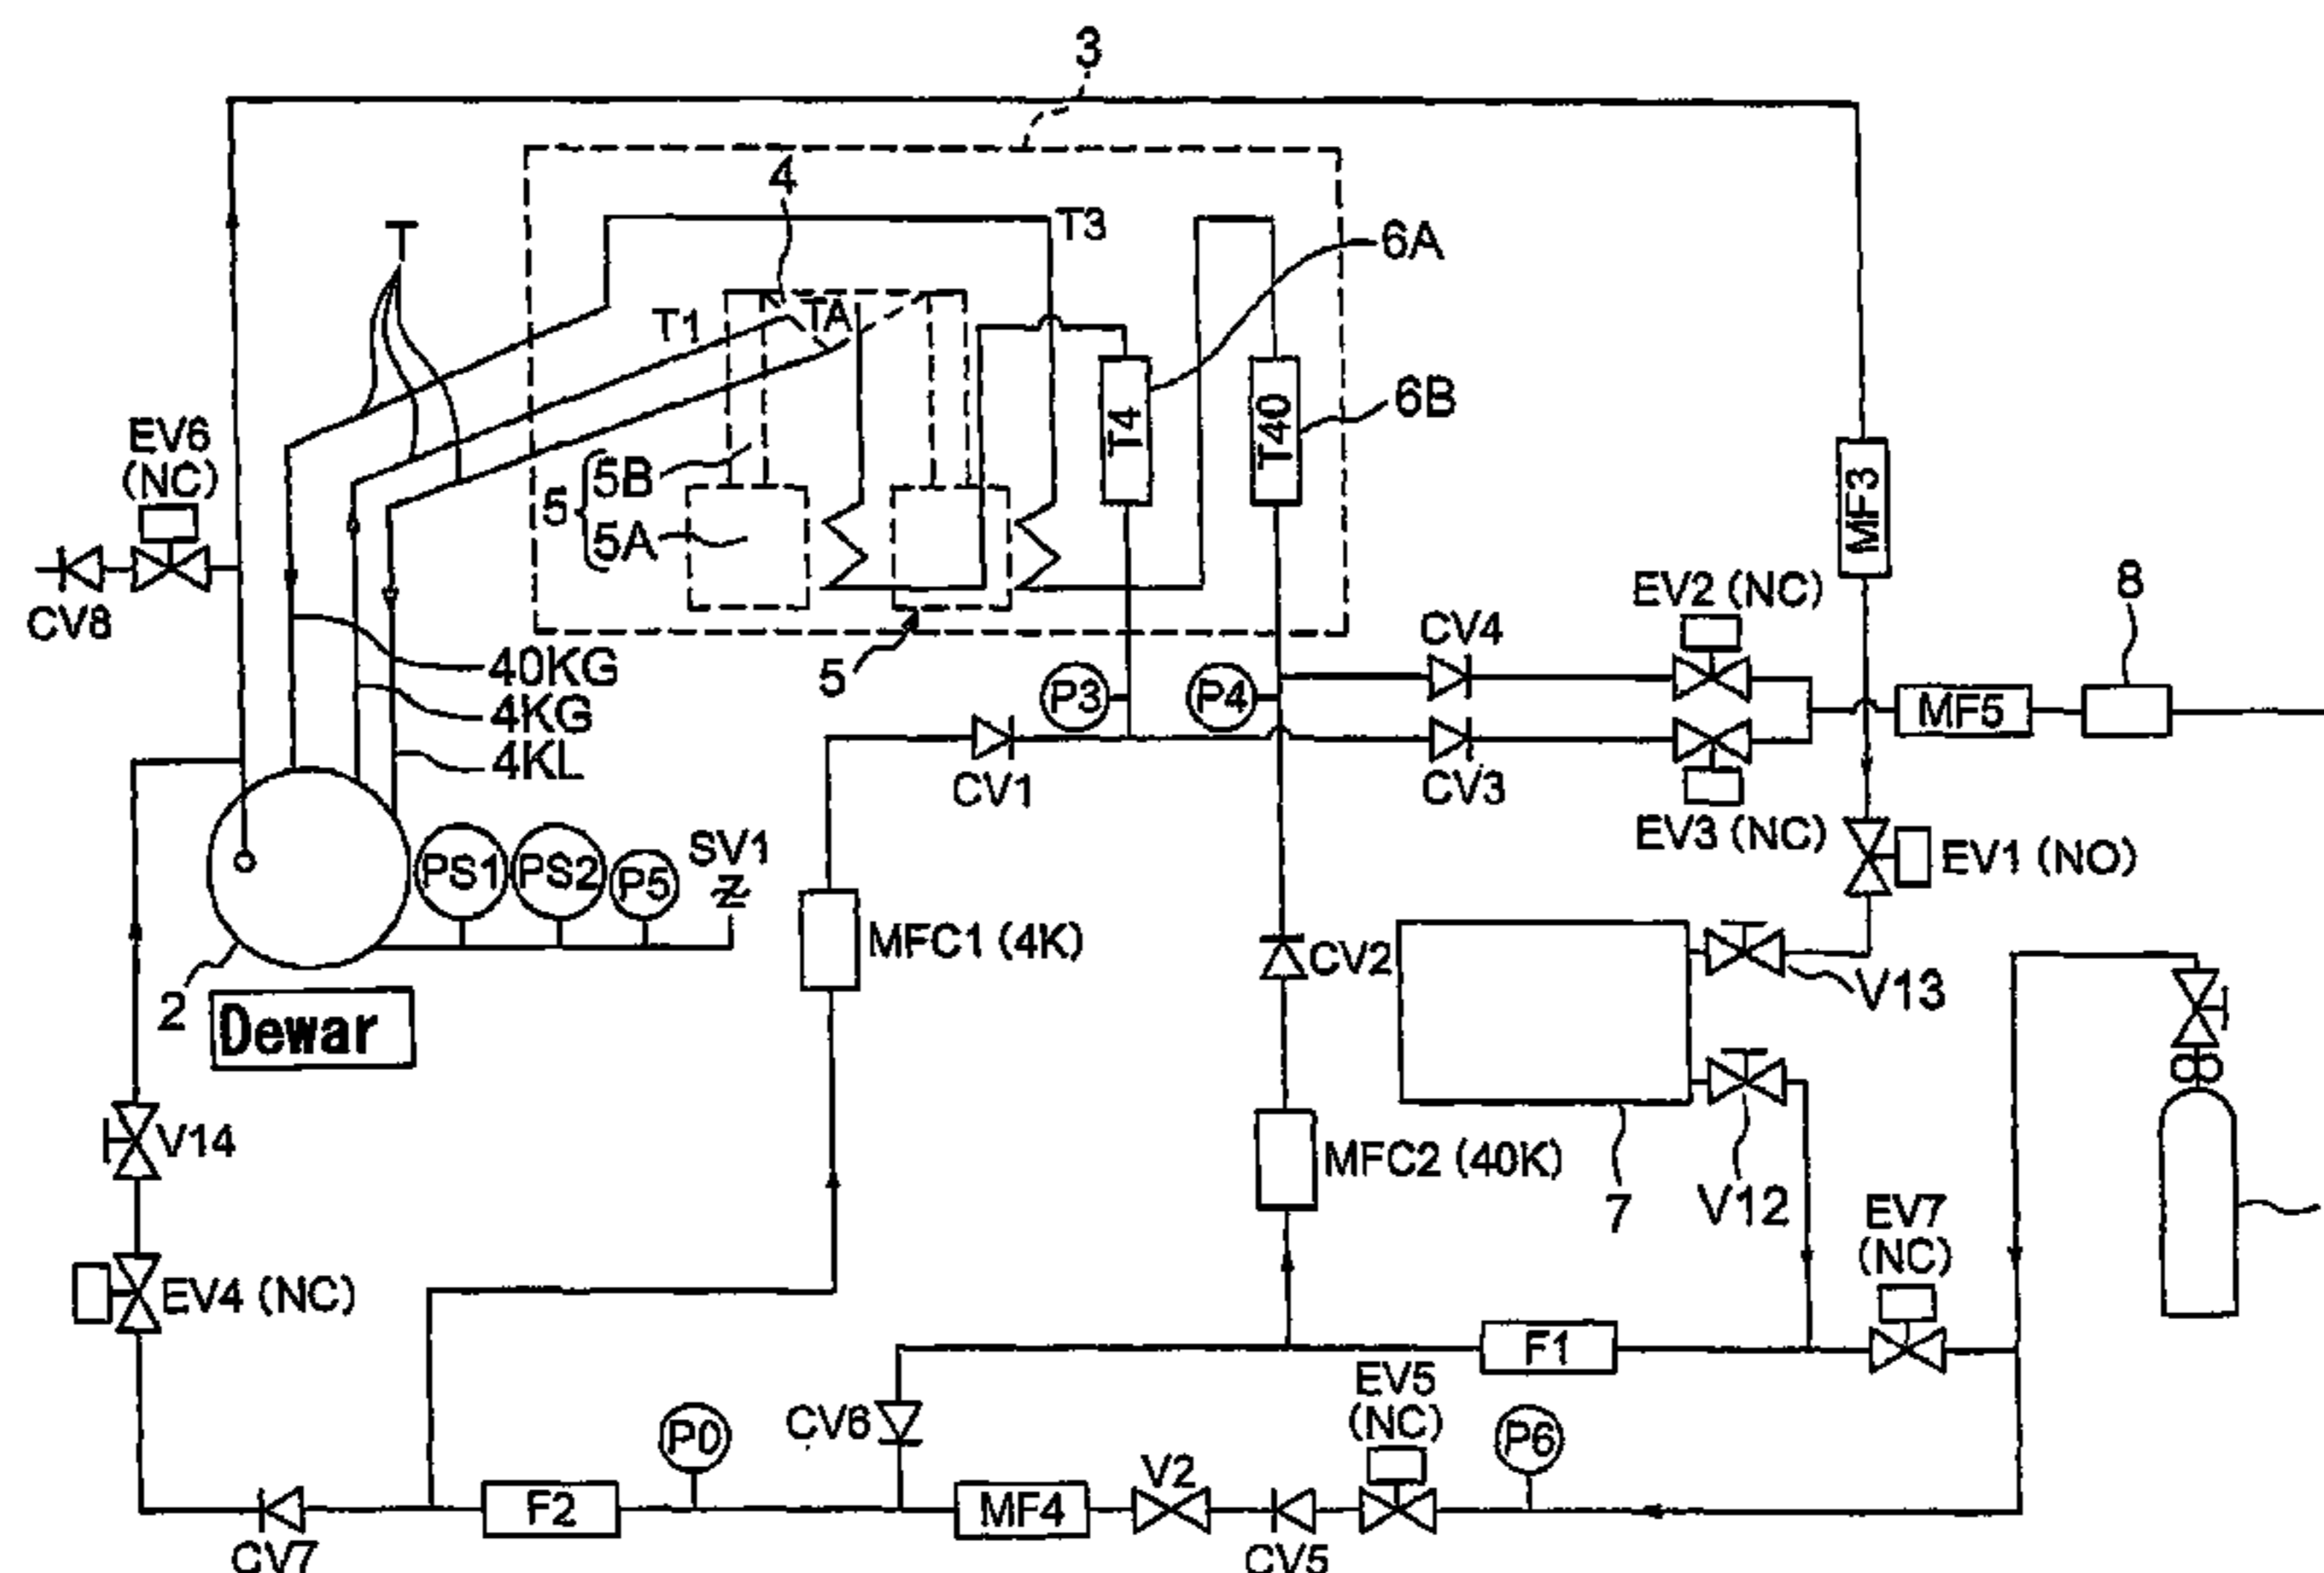 3
4
T
T3
6A
T1
TA
T4
T40
6B
EV6
(NC)
5
5B
5A
MF3
CV8
40KG
4KG
4KL
5
P3
P4
CV4
EV2 (NC)
8
MF5
CV1
CV3
EV3 (NC)
EV1 (NO)
PS1
PS2
P5
SV1
2
Dewar
MFC1 (4K)
CV2
V13
V14
MFC2 (40K)
7
V12
EV7
(NC)
EV4 (NC)
F1
EV5
(NC)
CV6
P0
P6
V2
F2
MF4
CV7
CV5